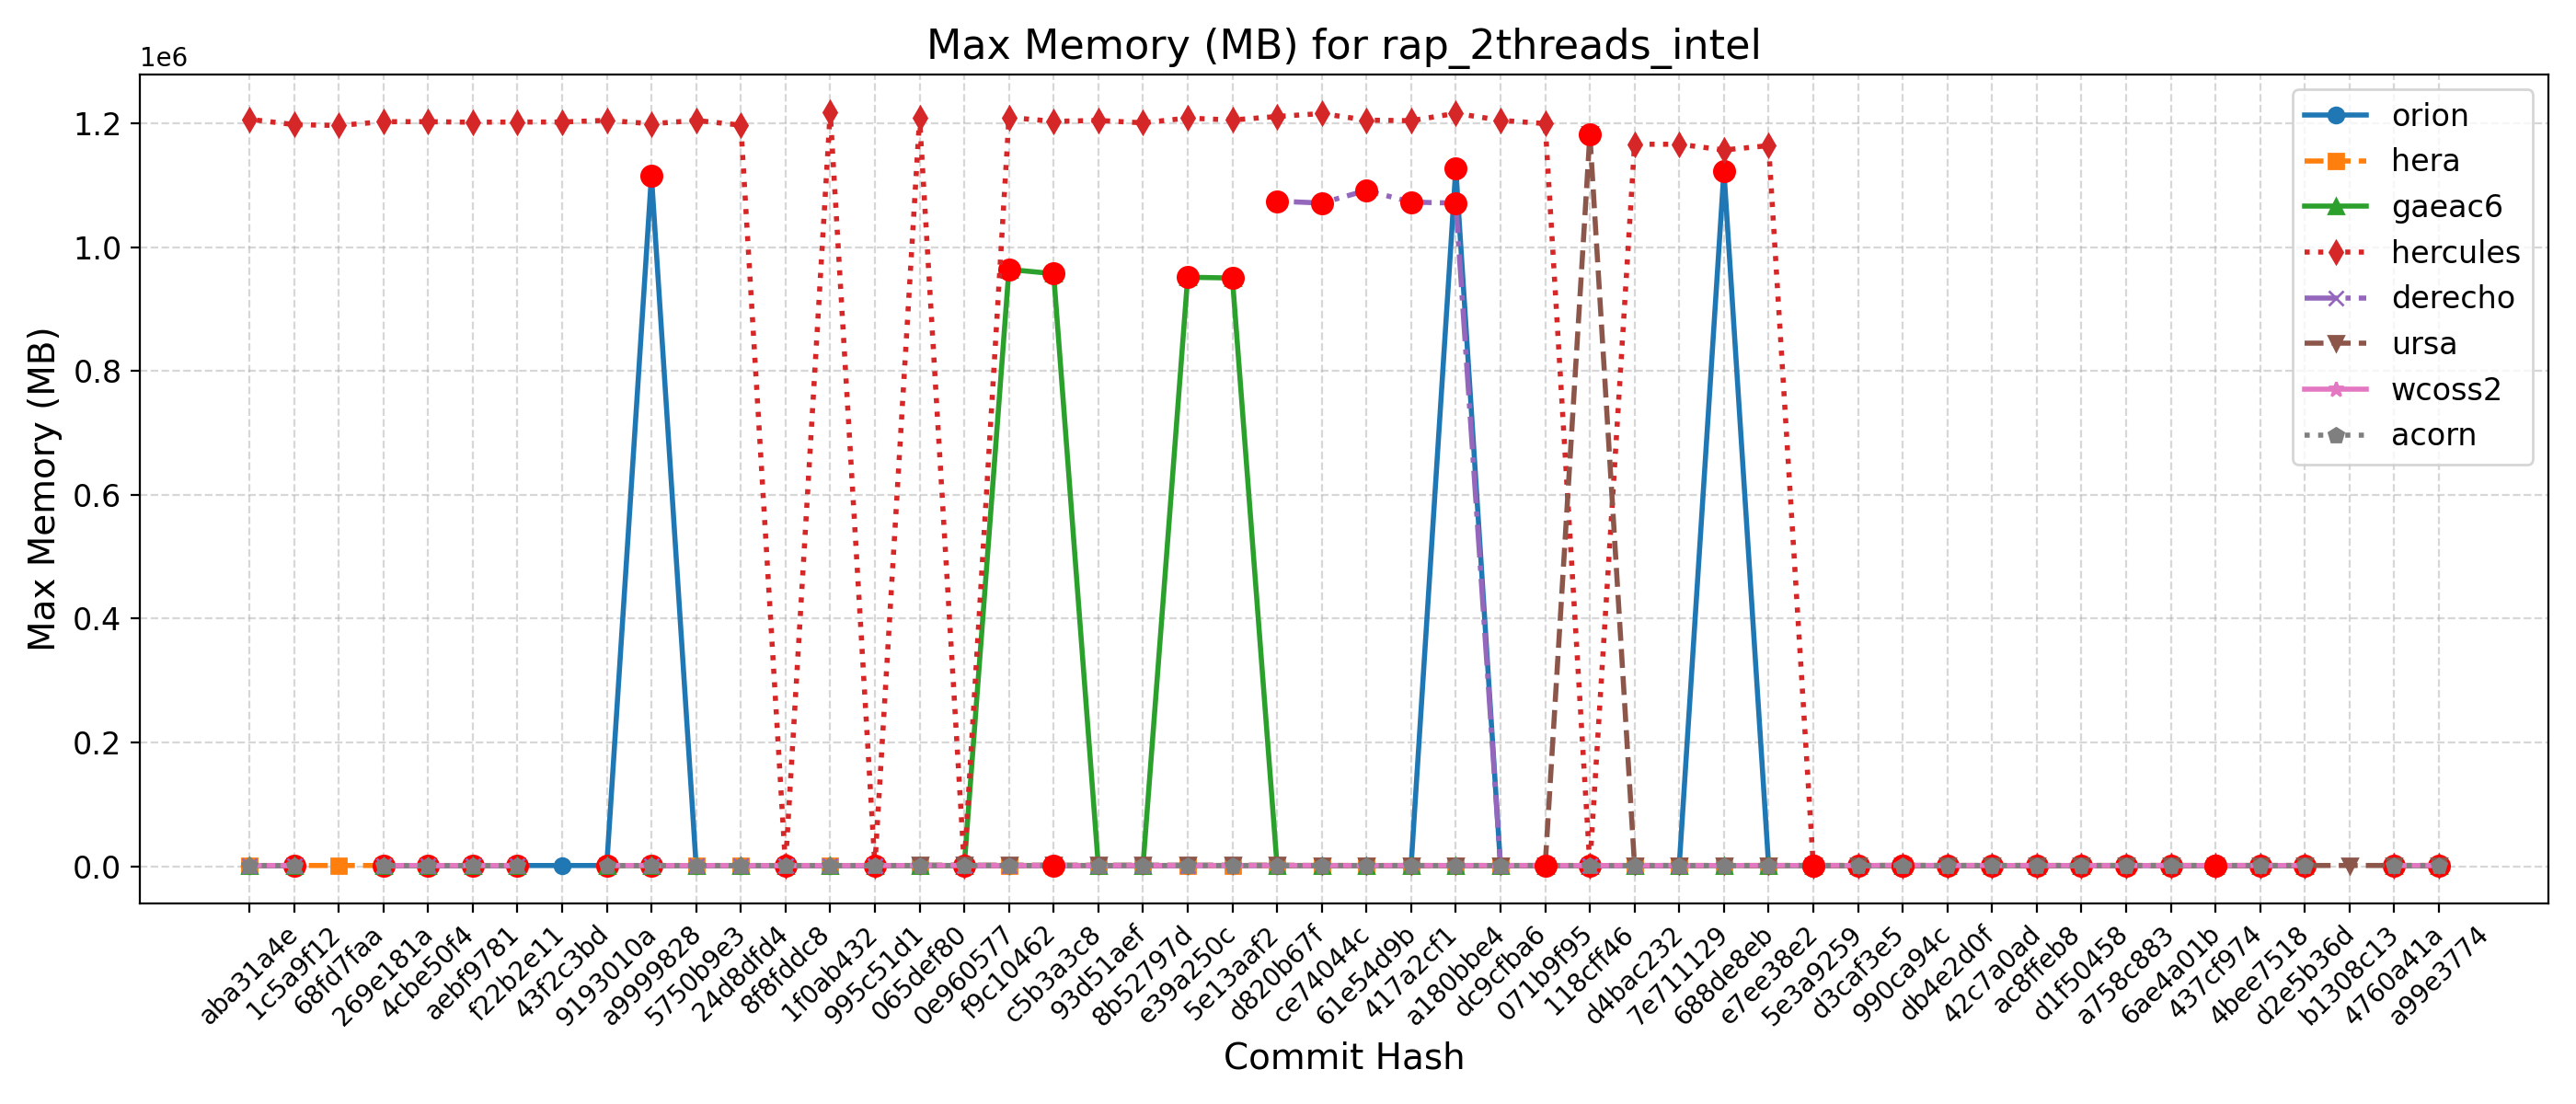 Max Memory (MB) for rap_2threads_intel
1e6
1.2
1.0
0.8
0.6
0.4
0.2
0.0
Max Memory (MB)
orion
hera
gaeac6
hercules
derecho
ursa
wcoss2
acorn
aba31a4e
1c5a9f12
68fd7faa
269e181a
4cbe50f4
aebf9781
f22b2e11
43f2c3bd
9193010a
a9999828
5750b9e3
24d8dfd4
8f8fddc8
1f0ab432
995c51d1
065def80
0e960577
f9c10462
c5b3a3c8
93d51aef
8b52797d
e39a250c
5e13aaf2
d820b67f
ce74044c
61e54d9b
417a2cf1
a180bbe4
dc9cfba6
071b9f95
118cff46
d4bac232
7e711129
688de8eb
e7ee38e2
5e3a9259
d3caf3e5
990ca94c
db4e2d0f
42c7a0ad
ac8ffeb8
d1f50458
a758c883
6ae4a01b
437cf974
4bee7518
d2e5b36d
b1308c13
4760a41a
a99e3774
Commit Hash